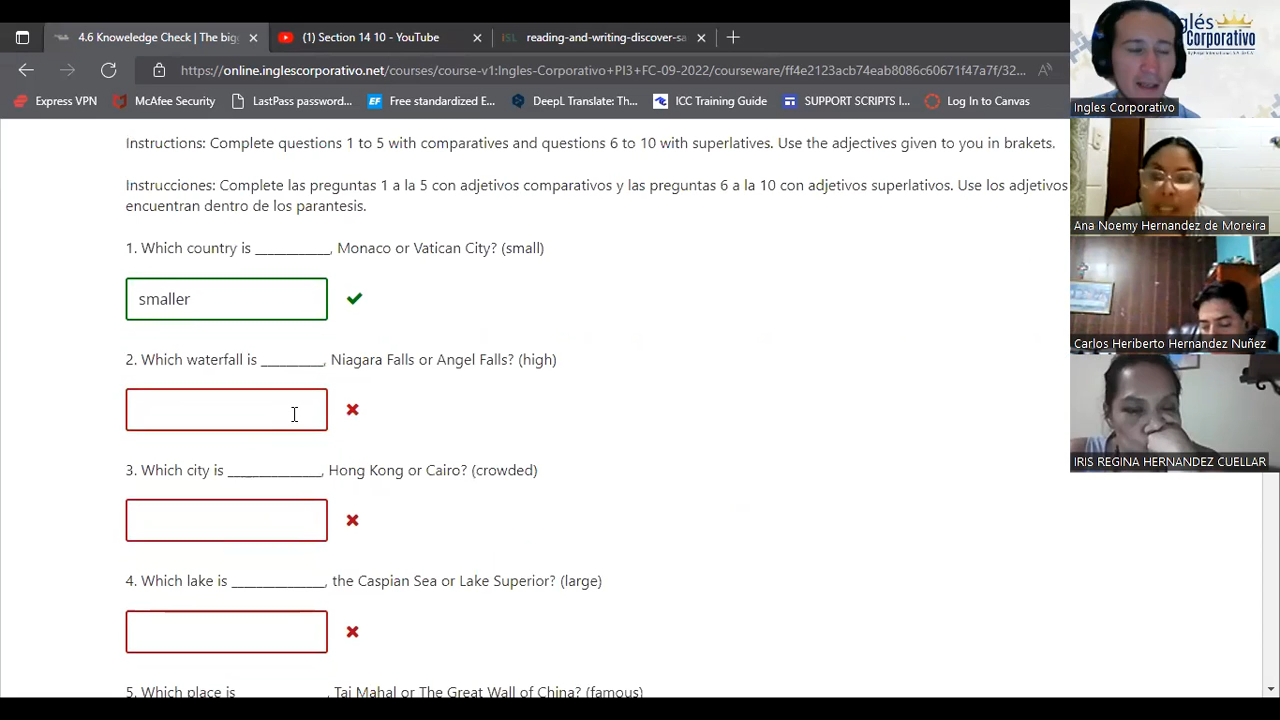 4.6 Knowledge Check | The big
(1) Section 14 10 - YouTube
reading-and-writing-discover-sa
https://online.inglescorporativo.net/courses/course-v1:Ingles-Corporativo+PI3+FC-09-2022/courseware/ff4e2123acb74eab8086c60671f47a7f/32...
Express VPN
McAfee Security
LastPass password...
Free standardized E...
DeepL Translate: Th...
ICC Training Guide
SUPPORT SCRIPTS I...
Log In to Canvas
Instructions: Complete questions 1 to 5 with comparatives and questions 6 to 10 with superlatives. Use the adjectives given to you in brakets.
Instrucciones: Complete las preguntas 1 a la 5 con adjetivos comparativos y las preguntas 6 a la 10 con adjetivos superlativos. Use los adjetivos
encuentran dentro de los parantesis.
1. Which country is ___________, Monaco or Vatican City? (small)
smaller
2. Which waterfall is _________, Niagara Falls or Angel Falls? (high)
3. Which city is ______________, Hong Kong or Cairo? (crowded)
4. Which lake is ______________, the Caspian Sea or Lake Superior? (large)
5. Which place is _____________, Taj Mahal or The Great Wall of China? (famous)
glés
Corporativo
Ingles Corporativo
Ana Noemy Hernandez de Moreira
Carlos Heriberto Hernandez Nuñez
IRIS REGINA HERNANDEZ CUELLAR